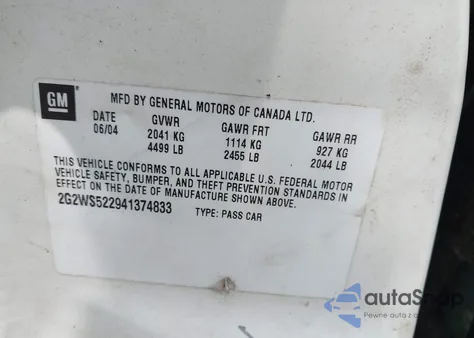 GM
MFD BY GENERAL MOTORS OF CANADA LTD.
DATE GVWR GAWR FRT GAWR RR
06/04 2041 KG 1114 KG 927 KG
4499 LB 2455 LB 2044 LB
THIS VEHICLE CONFORMS TO ALL APPLICABLE U.S. FEDERAL MOTOR
VEHICLE SAFETY, BUMPER, AND THEFT PREVENTION STANDARDS IN
EFFECT ON THE DATE OF MANUFACTURE SHOWN ABOVE.
2G2WS522941374833 TYPE: PASS CAR
autaShop
Pewne auta z